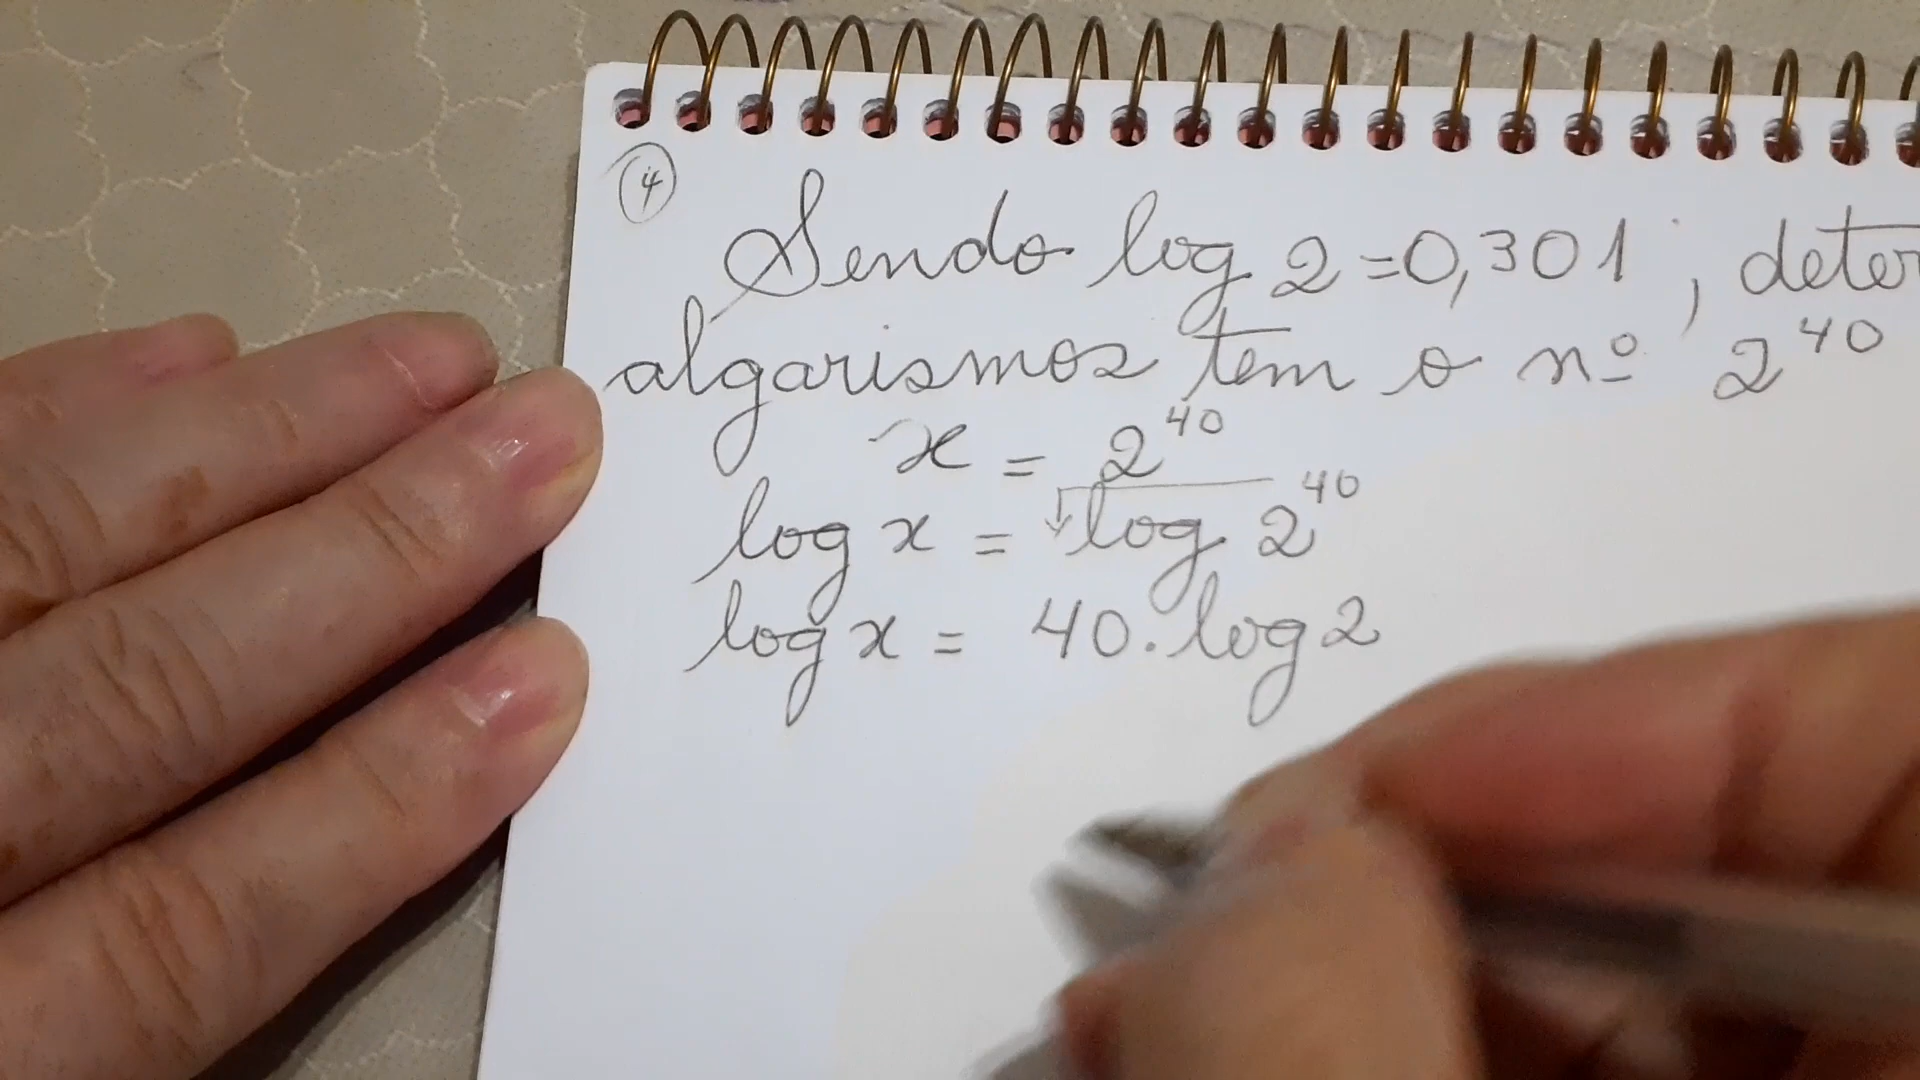 4
Sendo log 2 = 0,301, deter
algarismos tem o nº 2⁴⁰
x = 2⁴⁰
log x = log 2⁴⁰
log x = 40 . log 2